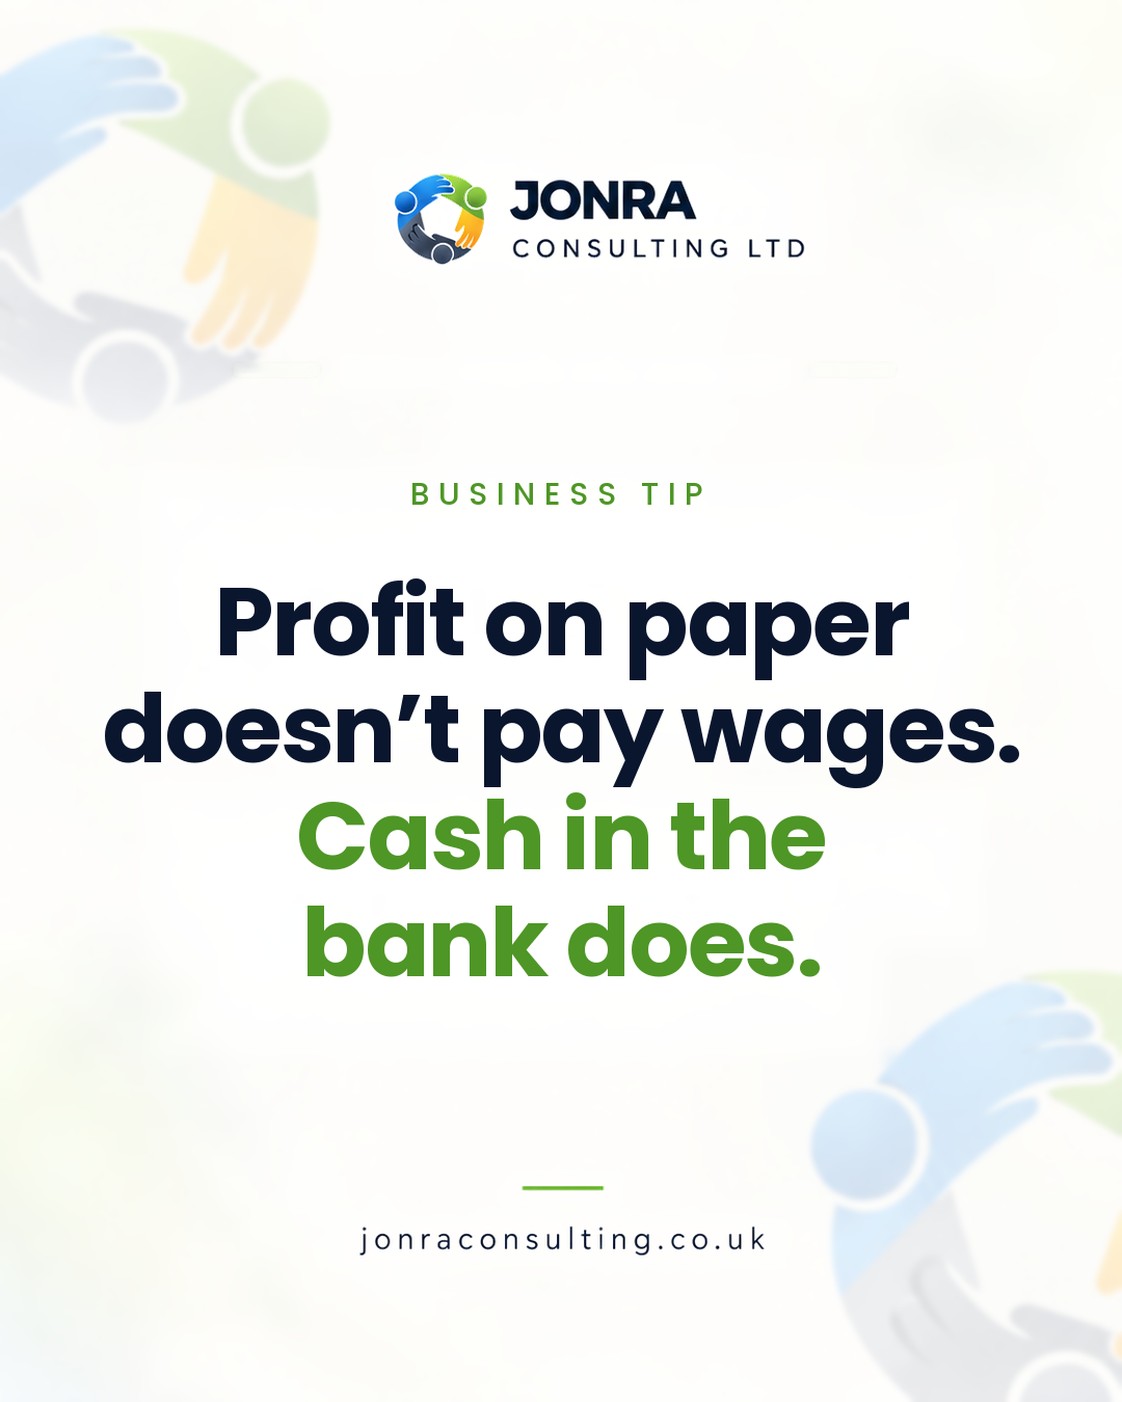 JONRA
CONSULTING LTD
BUSINESS TIP
Profit on paper
doesn’t pay wages.
Cash in the
bank does.
jonraconsulting.co.uk